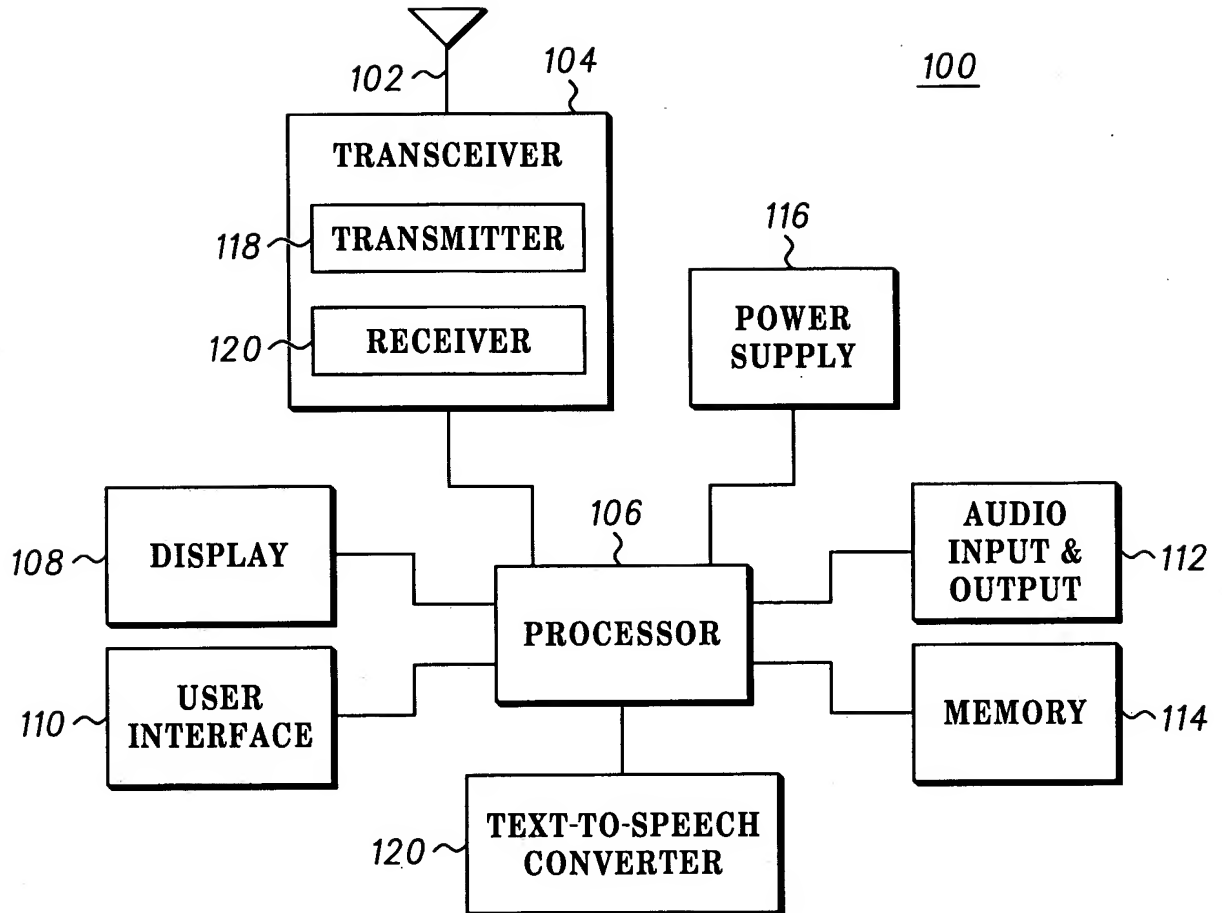 100
102
104
TRANSCEIVER
118
TRANSMITTER
120
RECEIVER
116
POWER
SUPPLY
108
DISPLAY
106
PROCESSOR
AUDIO
INPUT &
OUTPUT
112
110
USER
INTERFACE
MEMORY
114
120
TEXT-TO-SPEECH
CONVERTER